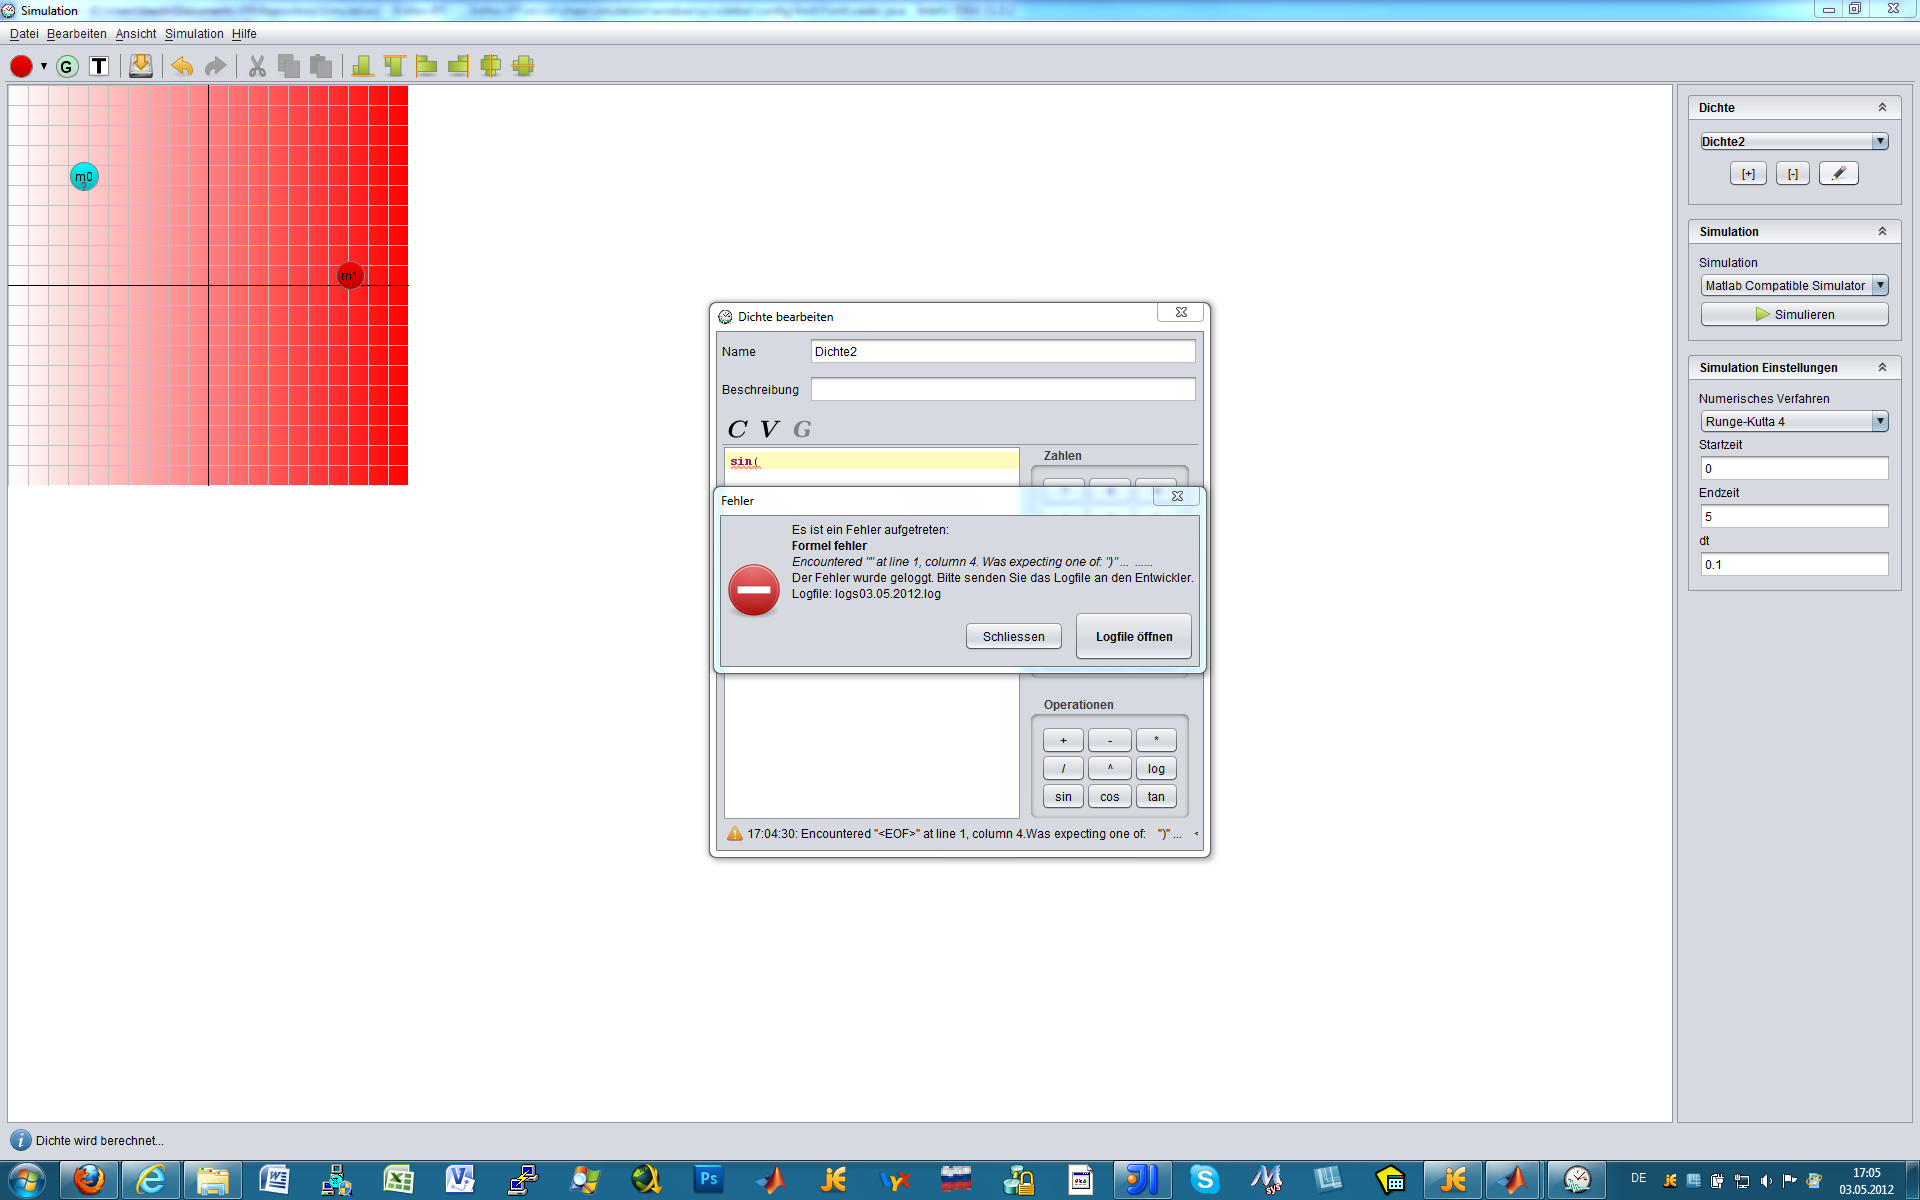 Simulation
Datei Bearbeiten Ansicht Simulation Hilfe
G T
m0
?
m1
Dichte
Dichte2
[+] [-]
Simulation
Simulation
Matlab Compatible Simulator
Simulieren
Simulation Einstellungen
Numerisches Verfahren
Runge-Kutta 4
Startzeit
0
Endzeit
5
dt
0.1
Dichte bearbeiten
Name Dichte2
Beschreibung
C V G
sin(
Zahlen
Fehler
Es ist ein Fehler aufgetreten:
Formel fehler
Encountered "" at line 1, column 4. Was expecting one of: ")" ... ......
Der Fehler wurde geloggt. Bitte senden Sie das Logfile an den Entwickler.
Logfile: logs03.05.2012.log
Schliessen Logfile öffnen
Operationen
+ - *
/ ^ log
sin cos tan
17:04:30: Encountered "<EOF>" at line 1, column 4.Was expecting one of: ")" ... <
Dichte wird berechnet...
Ps
DE
17:05
03.05.2012